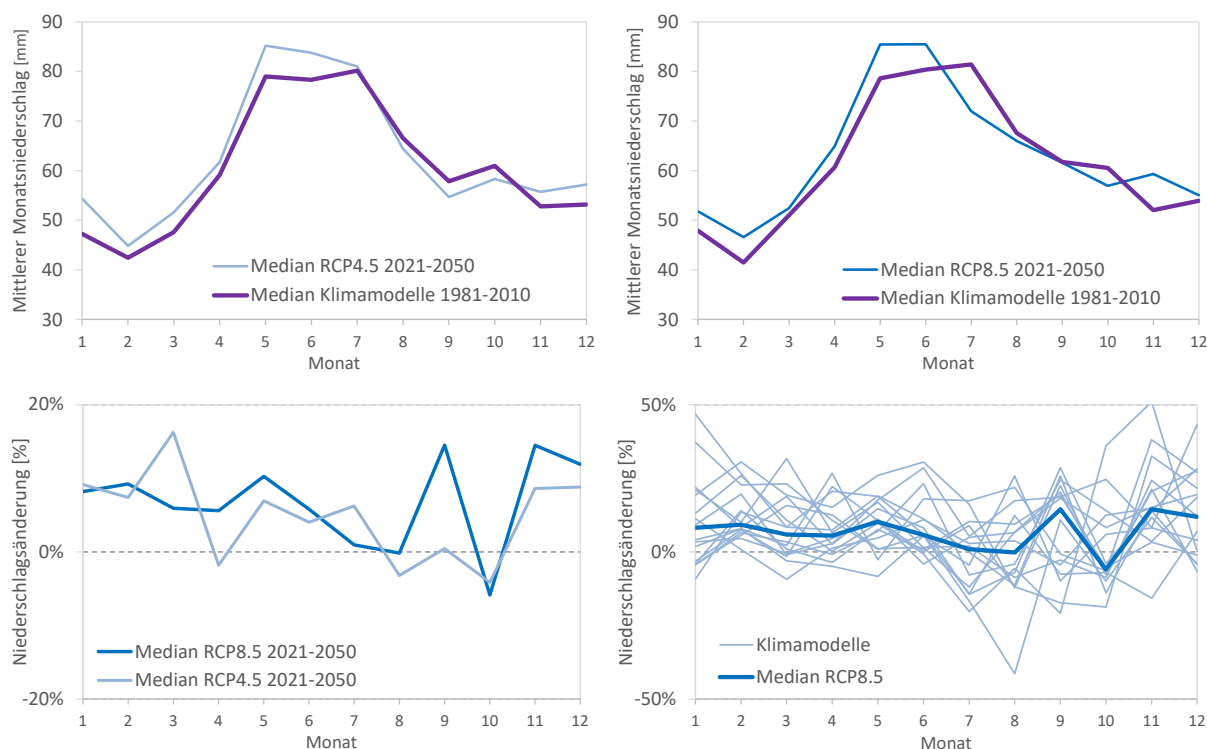 Mittlerer Monatsniederschlag [mm]
90
80
70
60
50
40
30
Median RCP4.5 2021-2050
Median Klimamodelle 1981-2010
1 2 3 4 5 6 7 8 9 10 11 12
Monat
Mittlerer Monatsniederschlag [mm]
90
80
70
60
50
40
30
Median RCP8.5 2021-2050
Median Klimamodelle 1981-2010
1 2 3 4 5 6 7 8 9 10 11 12
Monat
Niederschlagsänderung [%]
20%
0%
-20%
Median RCP8.5 2021-2050
Median RCP4.5 2021-2050
1 2 3 4 5 6 7 8 9 10 11 12
Monat
Niederschlagsänderung [%]
50%
0%
-50%
Klimamodelle
Median RCP8.5
1 2 3 4 5 6 7 8 9 10 11 12
Monat